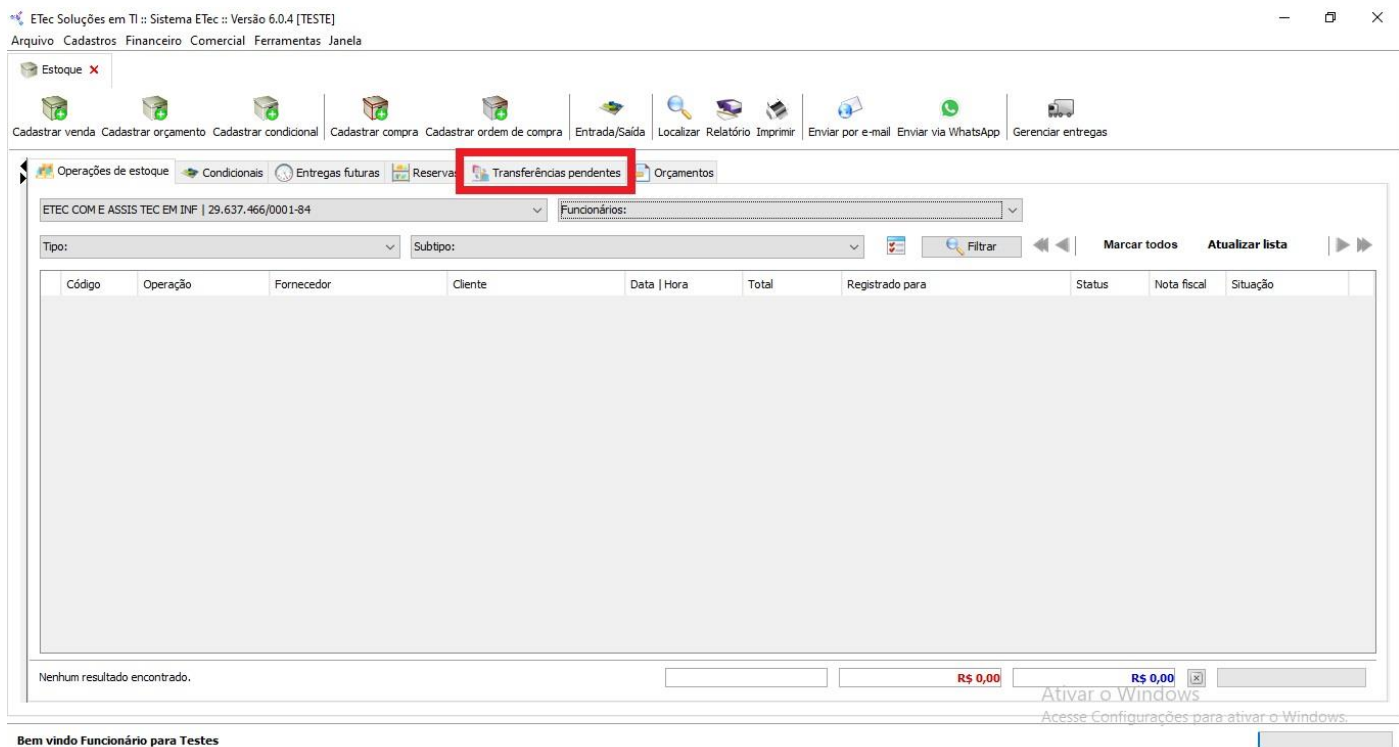 ETec Soluções em TI :: Sistema ETec :: Versão 6.0.4 [TESTE]
Arquivo Cadastros Financeiro Comercial Ferramentas Janela
Estoque
Cadastrar venda Cadastrar orçamento Cadastrar condicional Cadastrar compra Cadastrar ordem de compra Entrada/Saída Localizar Relatório Imprimir Enviar por e-mail Enviar via WhatsApp Gerenciar entregas
Operações de estoque Condicionais Entregas futuras Reservas Transferências pendentes Orçamentos
ETEC COM E ASSIS TEC EM INF | 29.637.466/0001-84 Funcionários:
Tipo: Subtipo: Filtrar Marcar todos Atualizar lista
Código Operação Fornecedor Cliente Data | Hora Total Registrado para Status Nota fiscal Situação
Nenhum resultado encontrado. R$ 0,00 R$ 0,00
Ativar o Windows
Acesse Configurações para ativar o Windows.
Bem vindo Funcionário para Testes